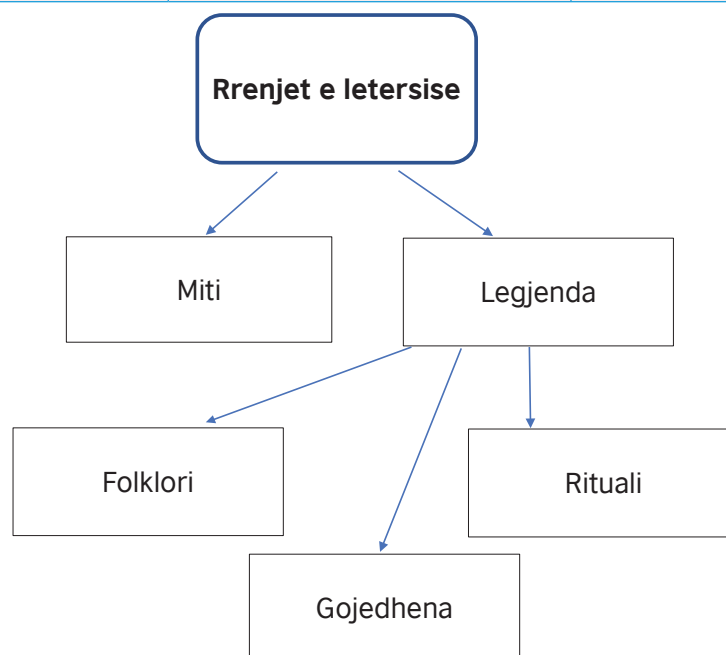 Rrenjet e letersise
Miti
Legjenda
Folklori
Rituali
Gojedhena